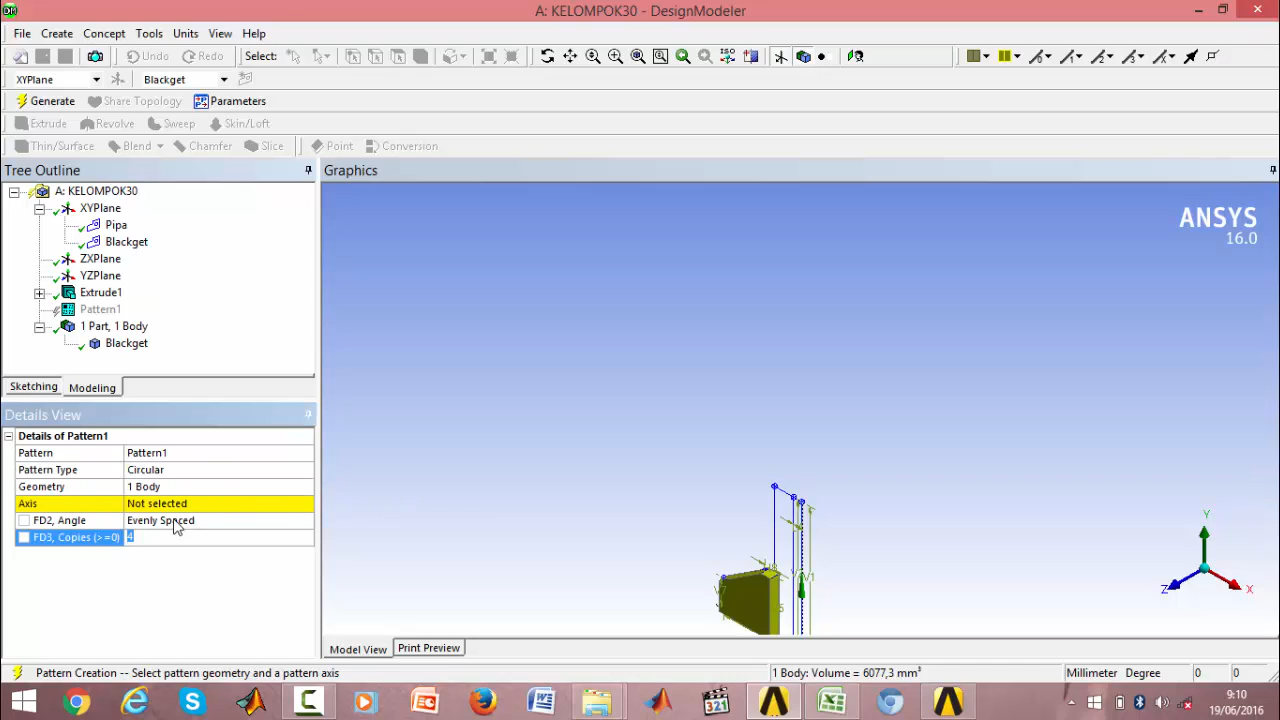 DM
A: KELOMPOK30 - DesignModeler
File Create Concept Tools Units View Help
Undo Redo Select:
XYPlane Blackget
Generate Share Topology Parameters
Extrude Revolve Sweep Skin/Loft
Thin/Surface Blend Chamfer Slice Point Conversion
Tree Outline
A: KELOMPOK30
XYPlane
Pipa
Blackget
ZXPlane
YZPlane
Extrude1
Pattern1
1 Part, 1 Body
Blackget
Sketching Modeling
Details View
Details of Pattern1
Pattern Pattern1
Pattern Type Circular
Geometry 1 Body
Axis Not selected
FD2, Angle Evenly Spaced
FD3, Copies (>=0) 4
Graphics
ANSYS
16.0
Y
Z X
Model View Print Preview
Pattern Creation -- Select pattern geometry and a pattern axis 1 Body: Volume = 6077,3 mm³ Millimeter Degree 0 0
9:10
19/06/2016